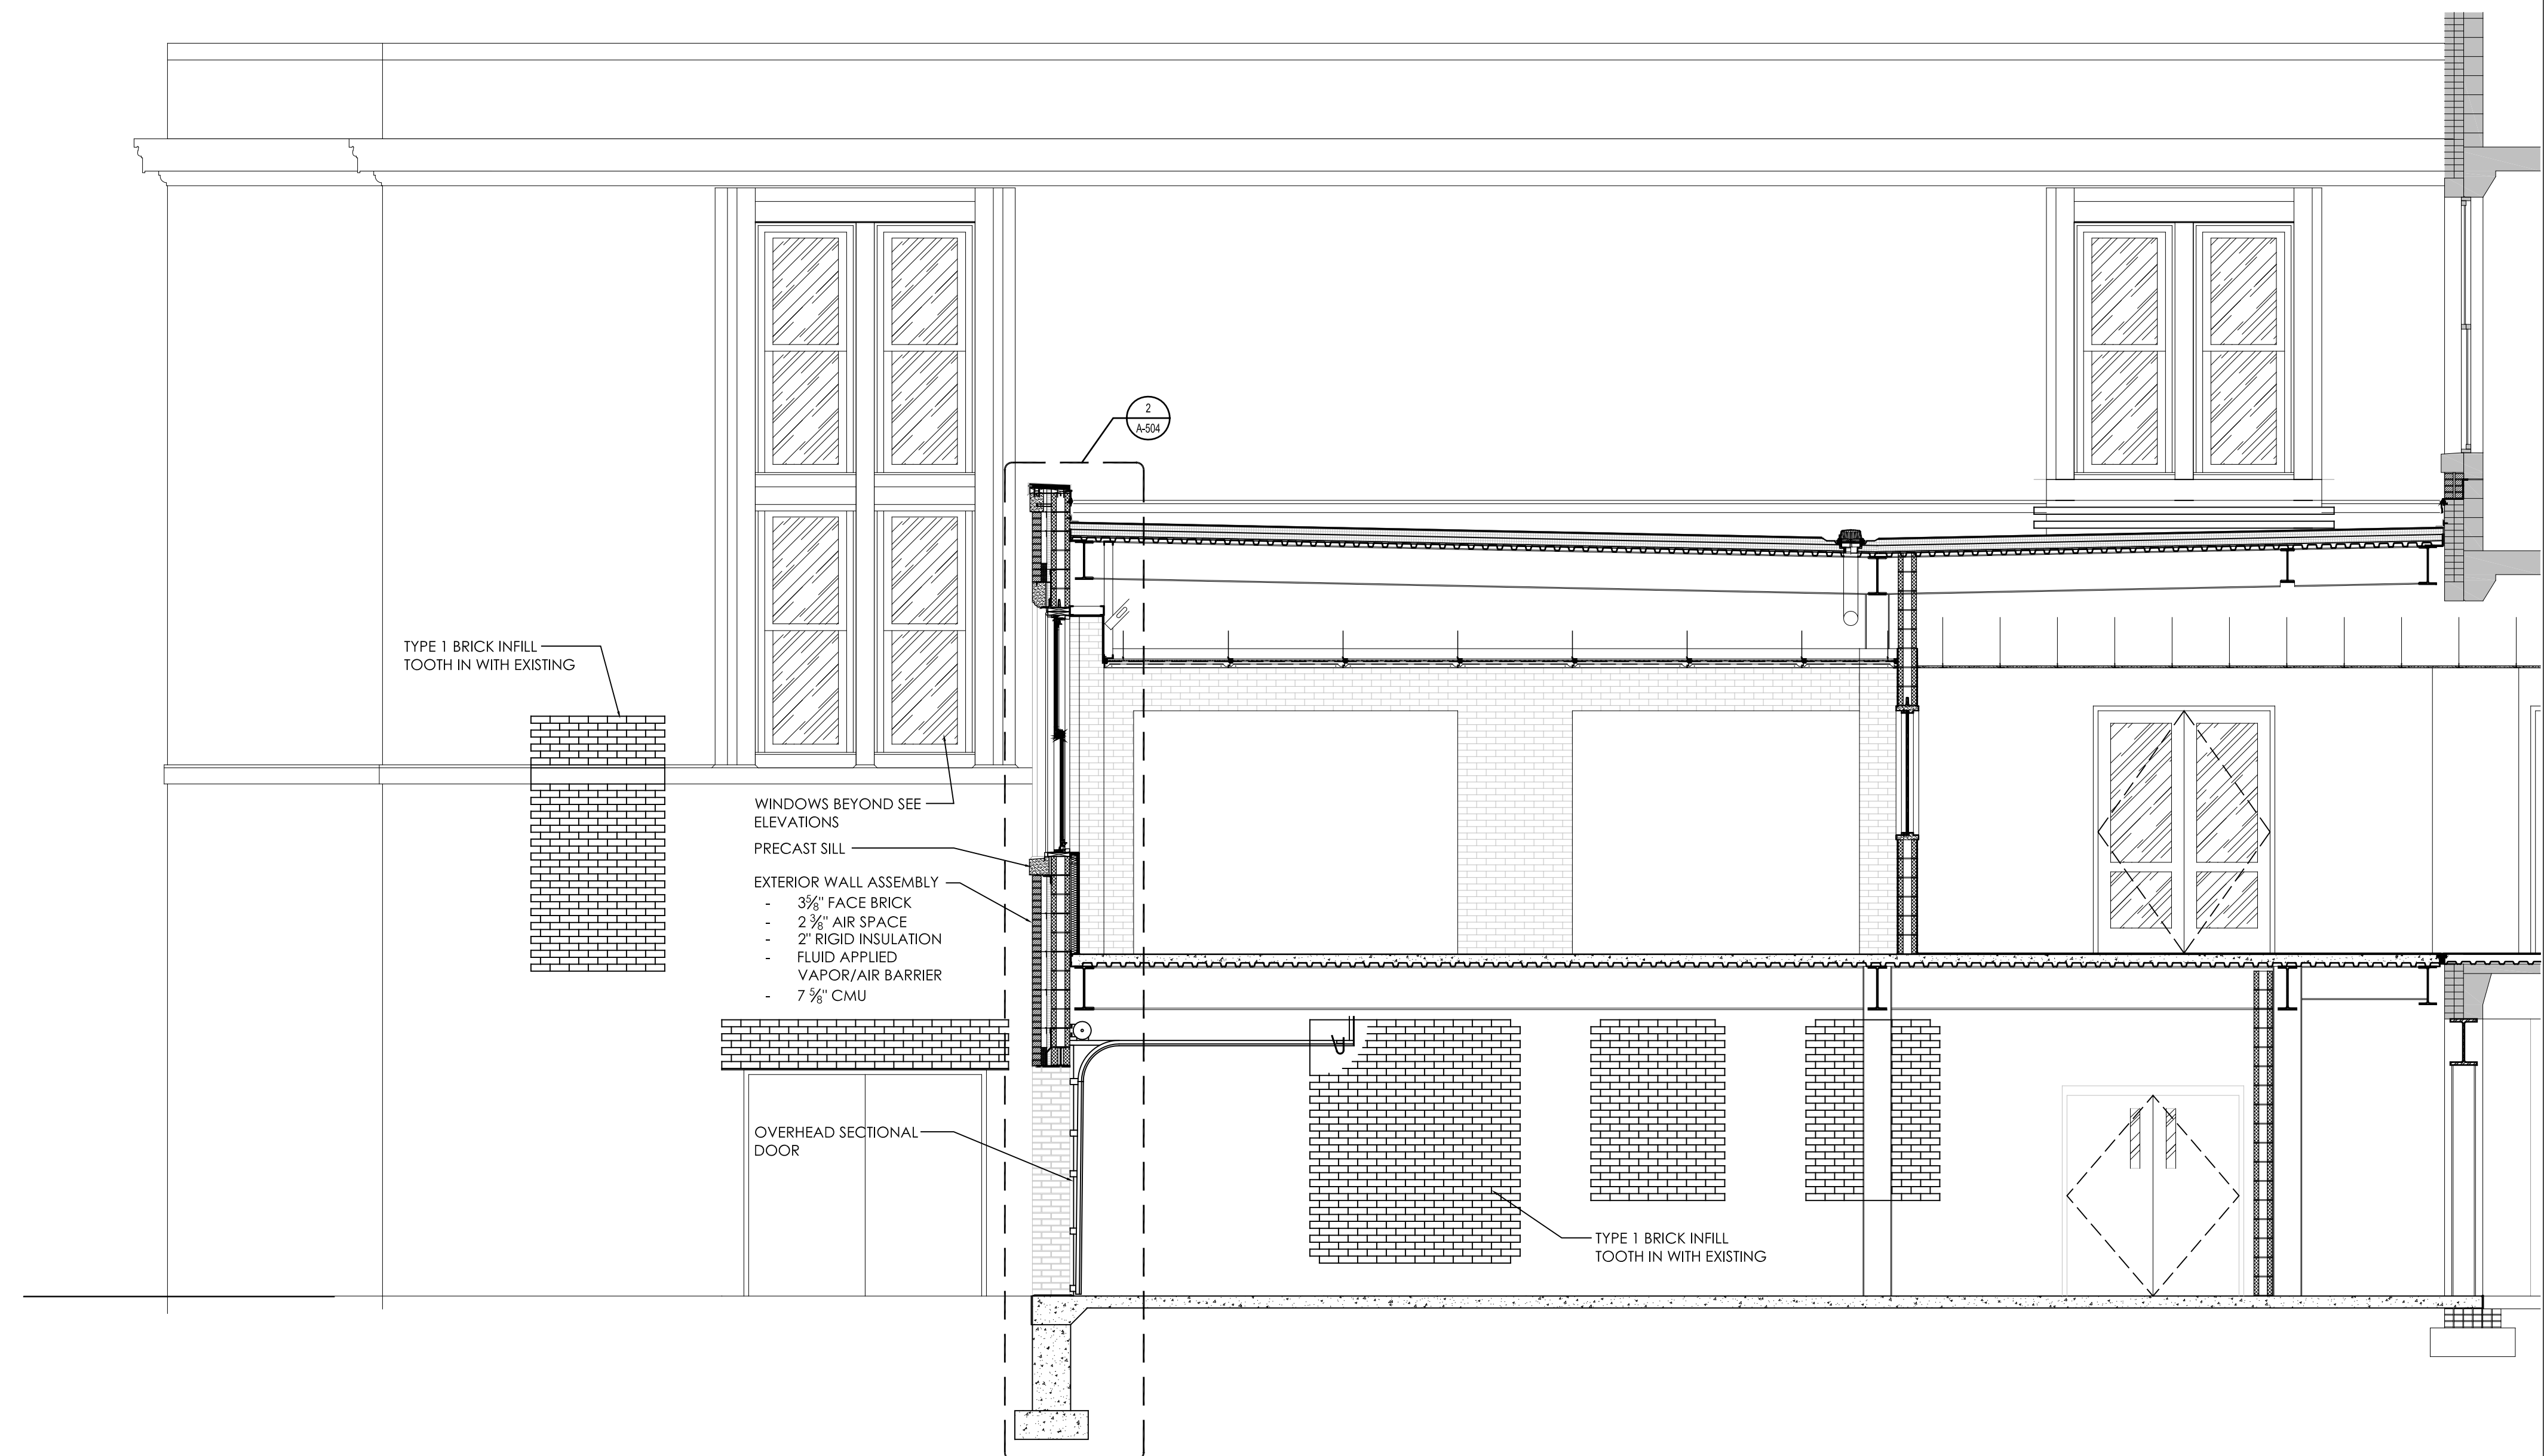 2
A-504
TYPE 1 BRICK INFILL
TOOTH IN WITH EXISTING
WINDOWS BEYOND SEE
ELEVATIONS
PRECAST SILL
EXTERIOR WALL ASSEMBLY
- 3⅝" FACE BRICK
- 2 ⅜" AIR SPACE
- 2" RIGID INSULATION
- FLUID APPLIED
VAPOR/AIR BARRIER
- 7 ⅝" CMU
OVERHEAD SECTIONAL
DOOR
TYPE 1 BRICK INFILL
TOOTH IN WITH EXISTING